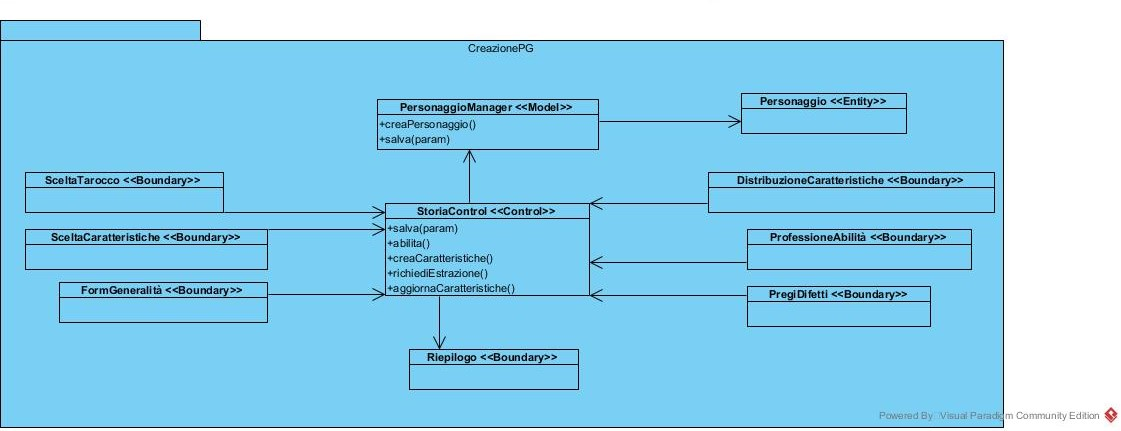 CreazionePG
PersonaggioManager <<Model>>
+creaPersonaggio()
+salva(param)
Personaggio <<Entity>>
SceltaTarocco <<Boundary>>
DistribuzioneCaratteristiche <<Boundary>>
StoriaControl <<Control>>
+salva(param)
+abilita()
+creaCaratteristiche()
+richiediEstrazione()
+aggiornaCaratteristiche()
SceltaCaratteristiche <<Boundary>>
ProfessioneAbilità <<Boundary>>
FormGeneralità <<Boundary>>
PregiDifetti <<Boundary>>
Riepilogo <<Boundary>>
Powered By Visual Paradigm Community Edition